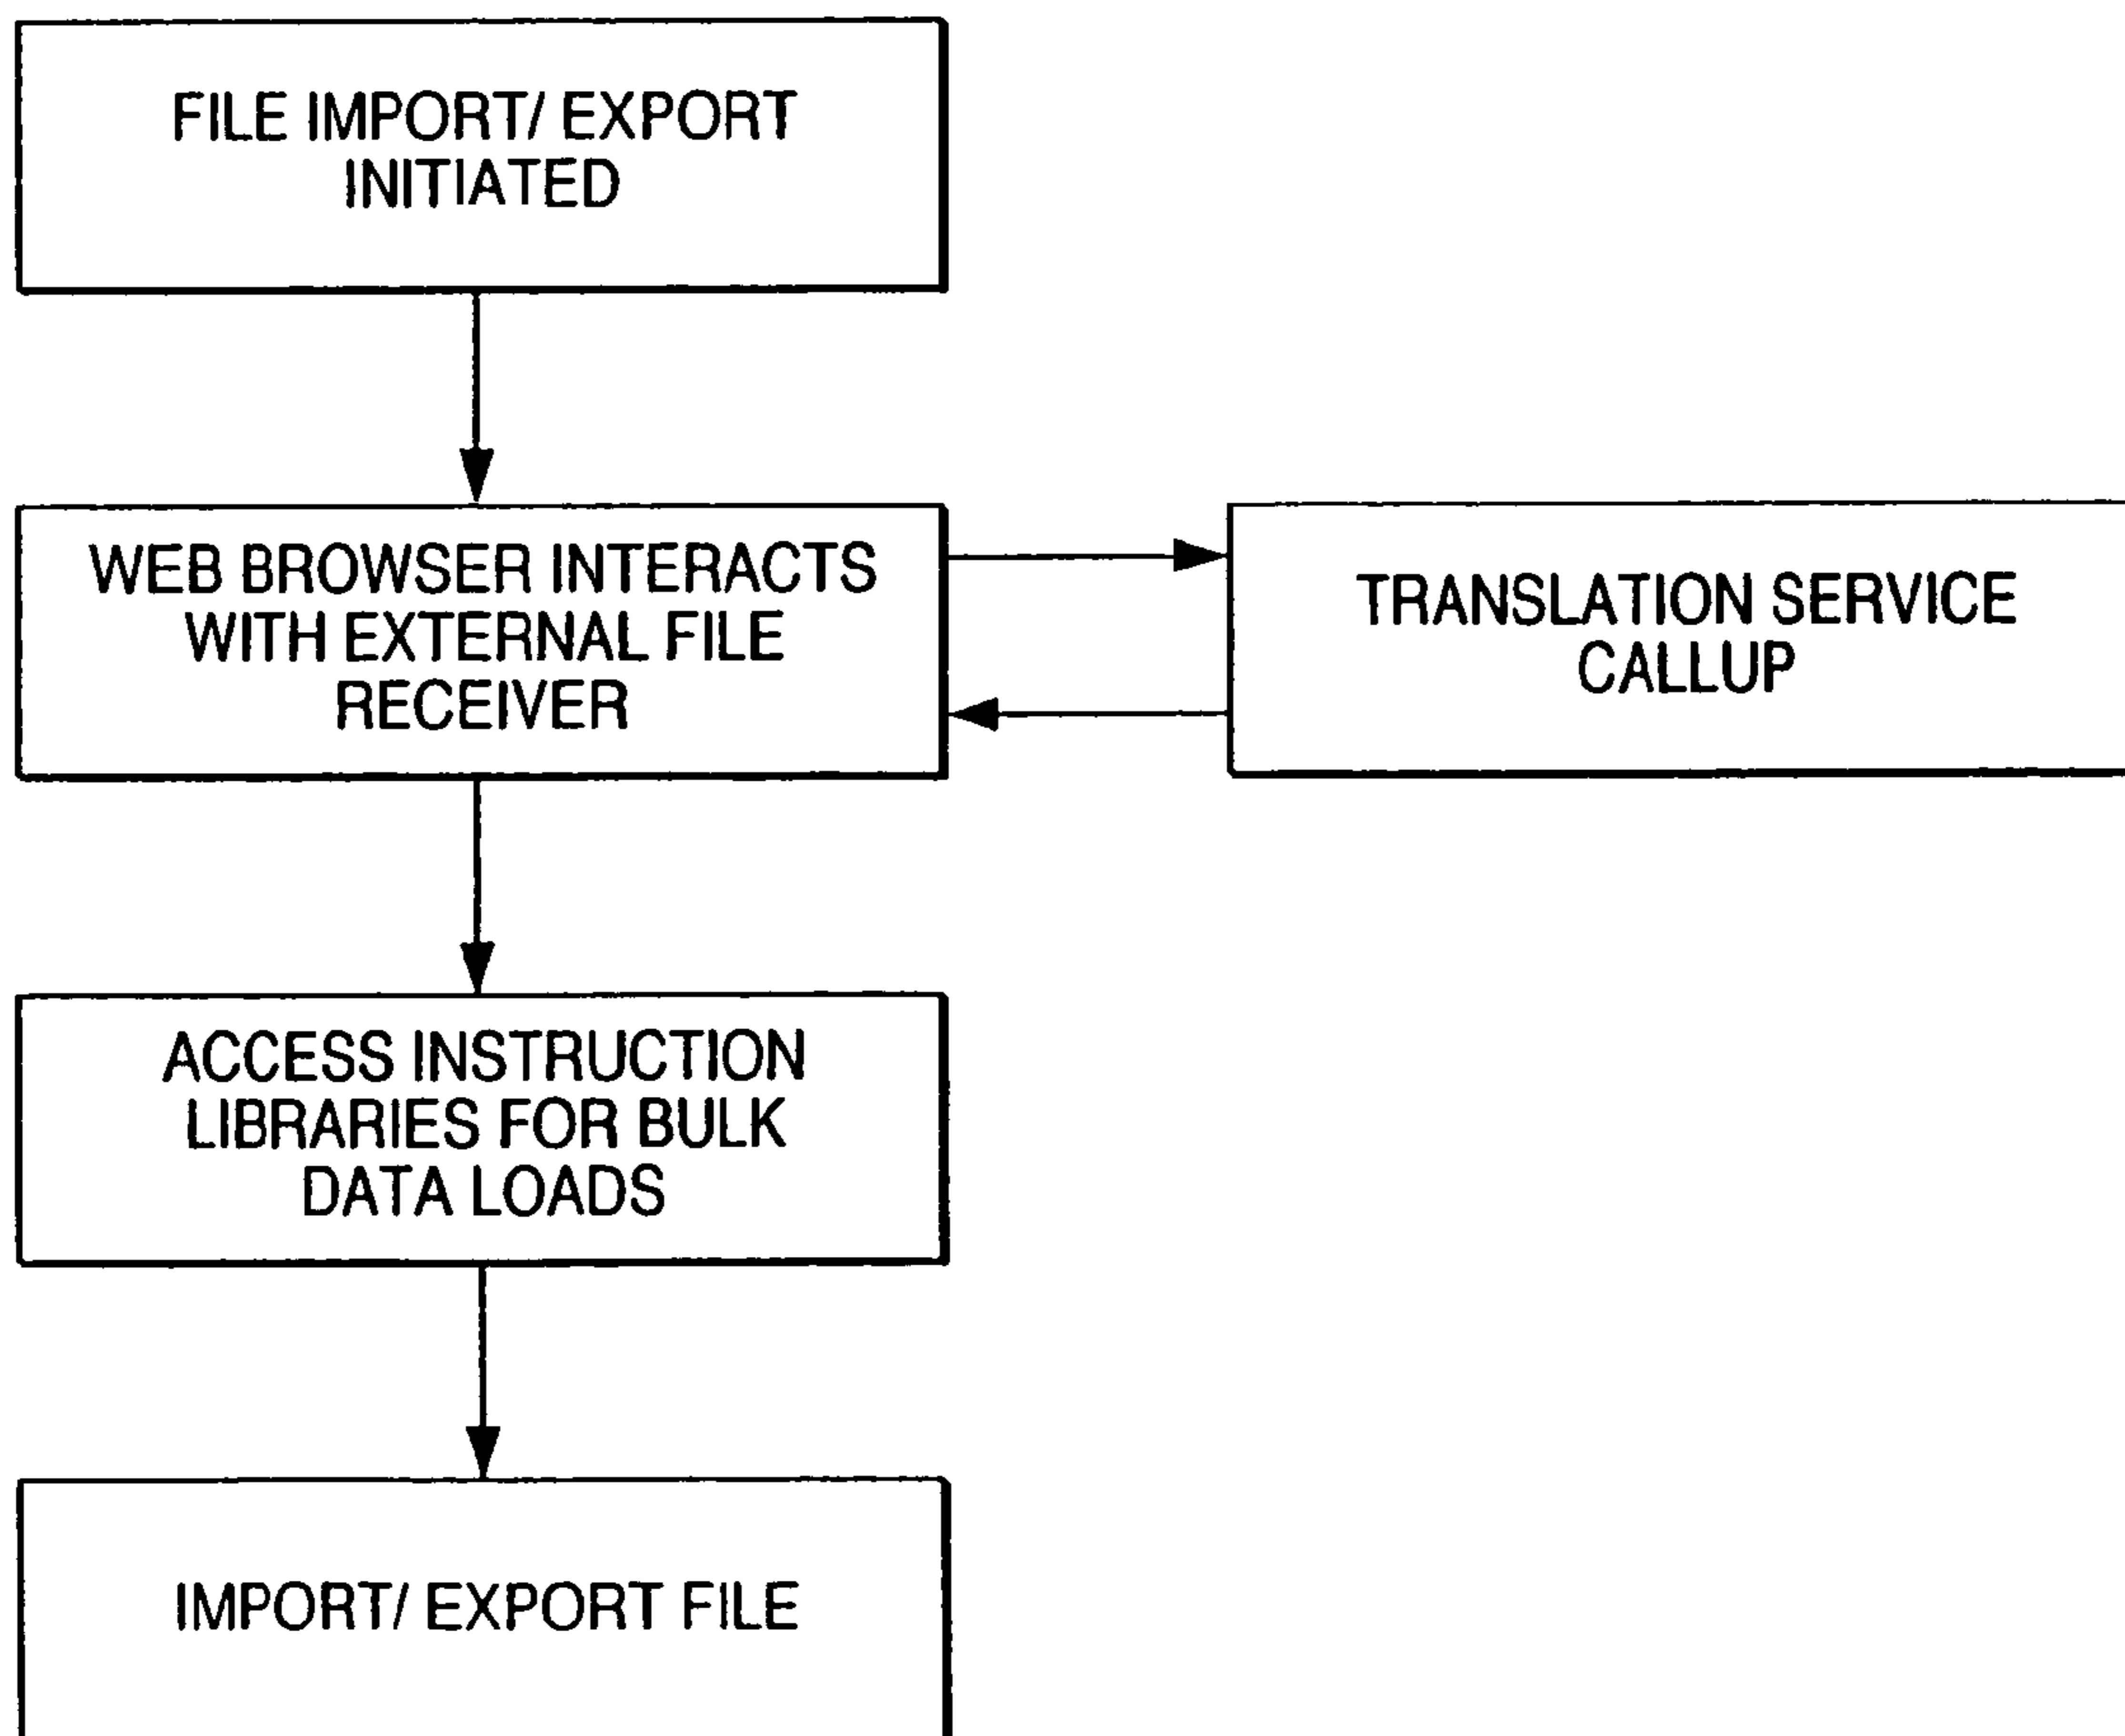 FILE IMPORT/ EXPORT
INITIATED
WEB BROWSER INTERACTS
WITH EXTERNAL FILE
RECEIVER
TRANSLATION SERVICE
CALLUP
ACCESS INSTRUCTION
LIBRARIES FOR BULK
DATA LOADS
IMPORT/ EXPORT FILE